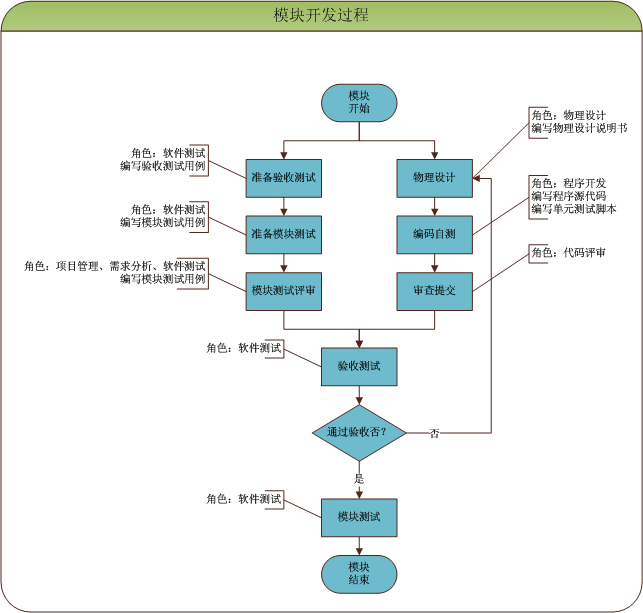 模块开发过程
模块
开始
角色：物理设计
编写物理设计说明书
角色：软件测试
编写验收测试用例
准备验收测试
物理设计
角色：程序开发
编写程序源代码
编写单元测试脚本
角色：软件测试
编写模块测试用例
准备模块测试
编码自测
角色：代码评审
角色：项目管理、需求分析、软件测试
编写模块测试用例
模块测试评审
审查提交
角色：软件测试
验收测试
通过验收否？
否
是
角色：软件测试
模块测试
模块
结束